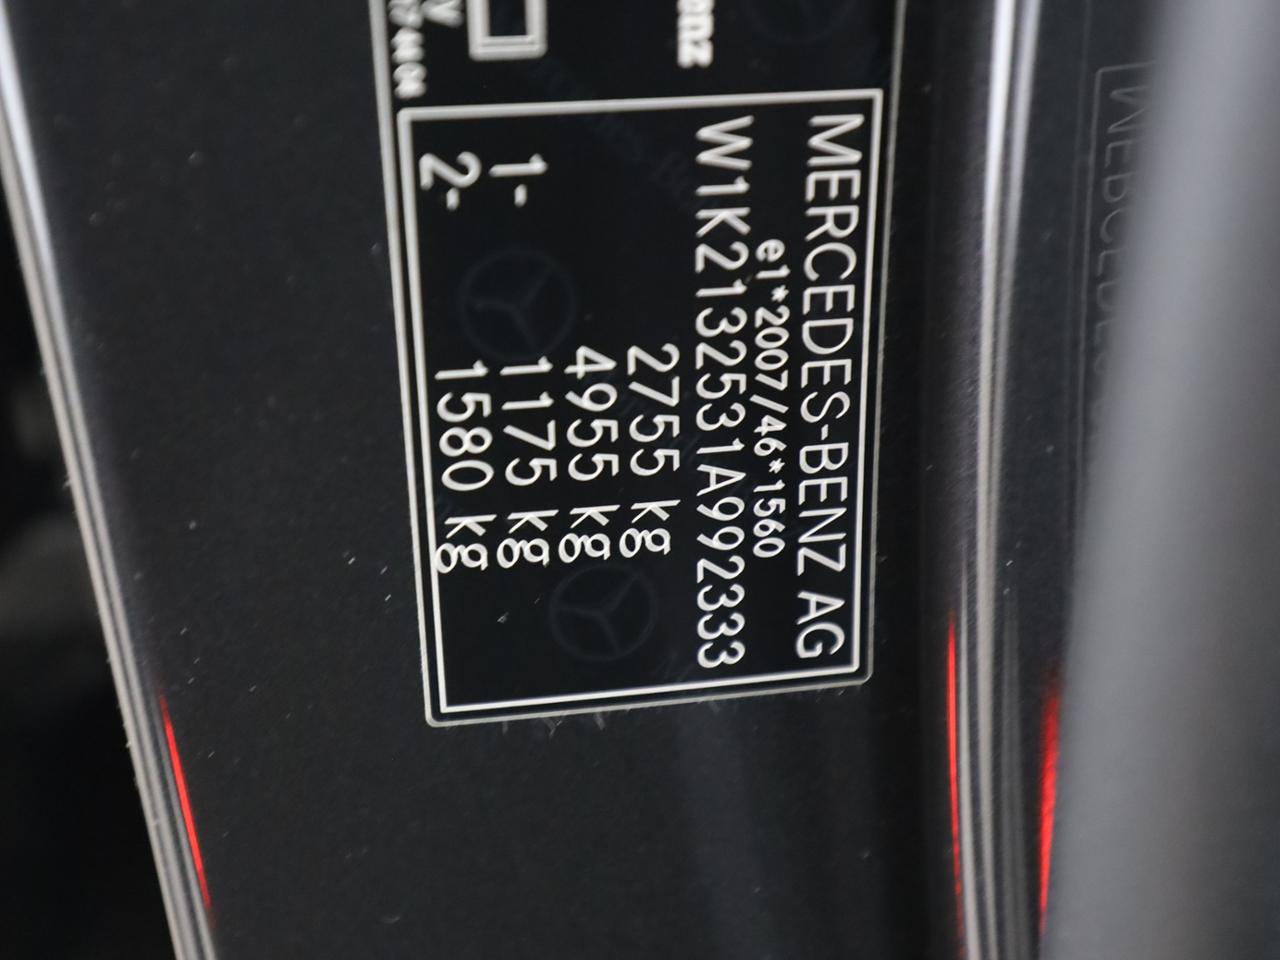 MERCEDES-BENZ AG
e1*2007/46*1560
W1K2132531A992333
2755 kg
4955 kg
1- 1175 kg
2- 1580 kg